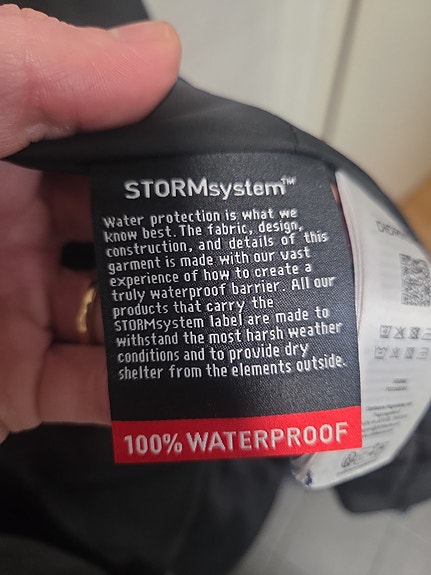 STORMsystem™
Water protection is what we
know best. The fabric, design,
construction, and details of this
garment is made with our vast
experience of how to create a
truly waterproof barrier. All our
products that carry the
STORMsystem label are made to
withstand the most harsh weather
conditions and to provide dry
shelter from the elements outside.
100% WATERPROOF